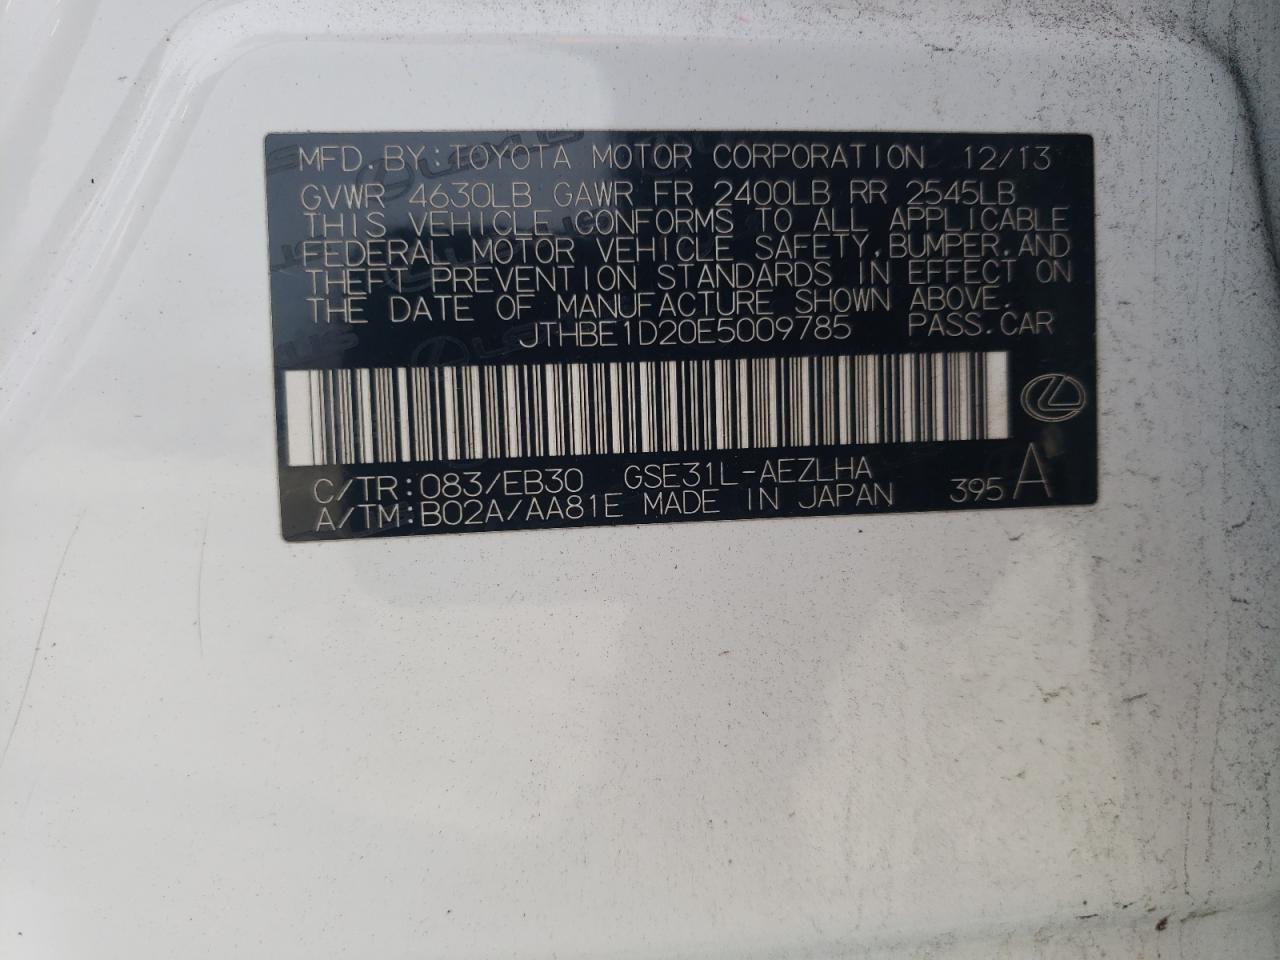 MFD. BY: TOYOTA MOTOR CORPORATION 12/13
GVWR 4630LB GAWR FR 2400LB RR 2545LB
THIS VEHICLE CONFORMS TO ALL APPLICABLE
FEDERAL MOTOR VEHICLE SAFETY, BUMPER, AND
THEFT PREVENTION STANDARDS IN EFFECT ON
THE DATE OF MANUFACTURE SHOWN ABOVE.
JTHBE1D20E5009785 PASS. CAR
C/TR: 083/EB30 GSE31L-AEZLHA
A/TM: B02A/AA81E MADE IN JAPAN 395 A